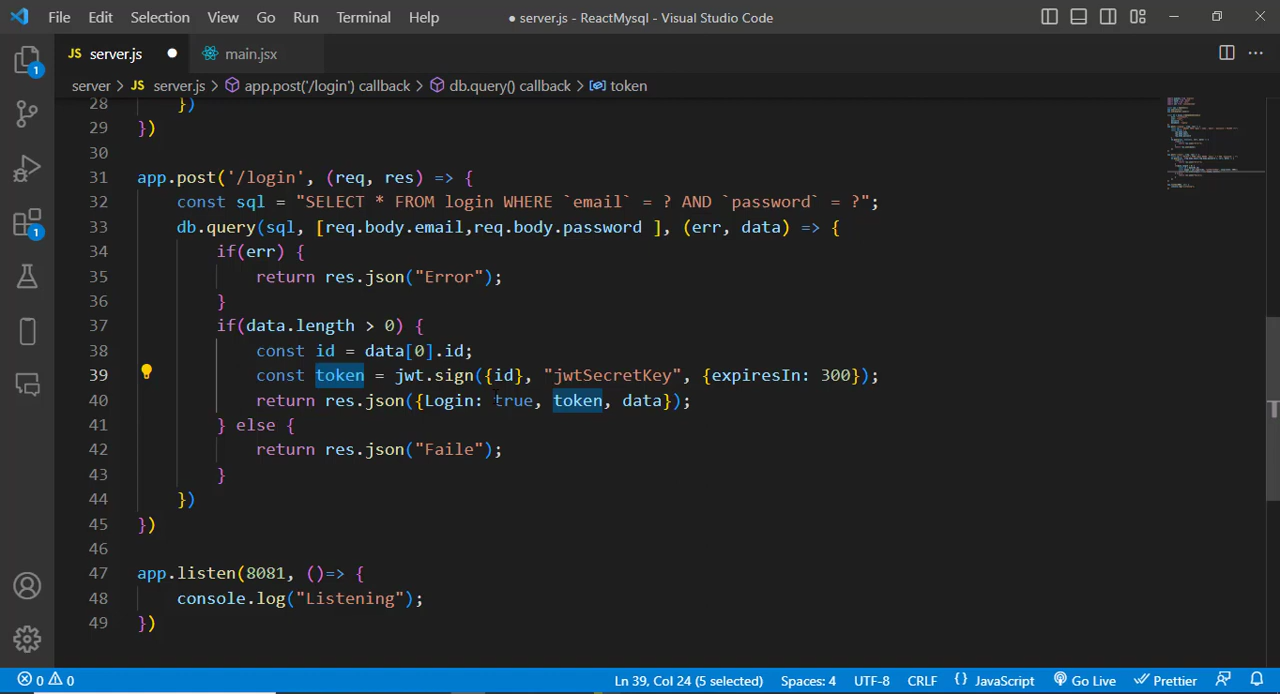 File Edit Selection View Go Run Terminal Help ● server.js - ReactMysql - Visual Studio Code
JS server.js ● main.jsx
server > JS server.js > app.post('/login') callback > db.query() callback > token
28 })
29 })
30
31 app.post('/login', (req, res) => {
32 const sql = "SELECT * FROM login WHERE `email` = ? AND `password` = ?";
33 db.query(sql, [req.body.email,req.body.password ], (err, data) => {
34 if(err) {
35 return res.json("Error");
36 }
37 if(data.length > 0) {
38 const id = data[0].id;
39 const token = jwt.sign({id}, "jwtSecretKey", {expiresIn: 300});
40 return res.json({Login: true, token, data});
41 } else {
42 return res.json("Faile");
43 }
44 })
45 })
46
47 app.listen(8081, ()=> {
48 console.log("Listening");
49 })
1
1
0 0 Ln 39, Col 24 (5 selected) Spaces: 4 UTF-8 CRLF {} JavaScript Go Live Prettier